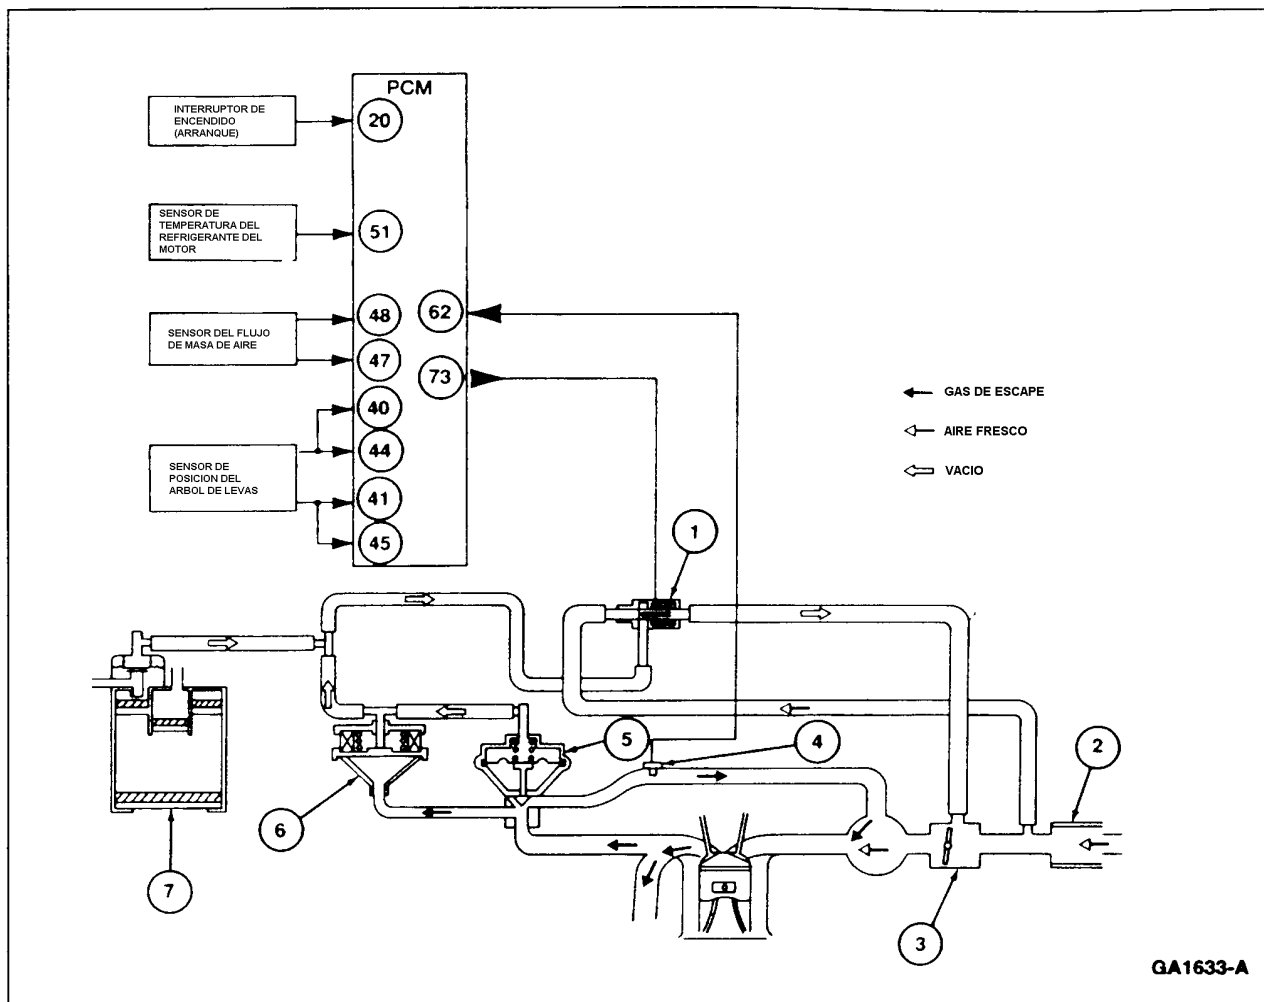 PCM
INTERRUPTOR DE
ENCENDIDO
(ARRANQUE)
20
SENSOR DE
TEMPERATURA DEL
REFRIGERANTE DEL
MOTOR
51
SENSOR DEL FLUJO
DE MASA DE AIRE
48
62
47
73
40
44
SENSOR DE
POSICION DEL
ARBOL DE LEVAS
41
45
GAS DE ESCAPE
AIRE FRESCO
VACIO
1
2
3
4
5
6
7
GA1633-A